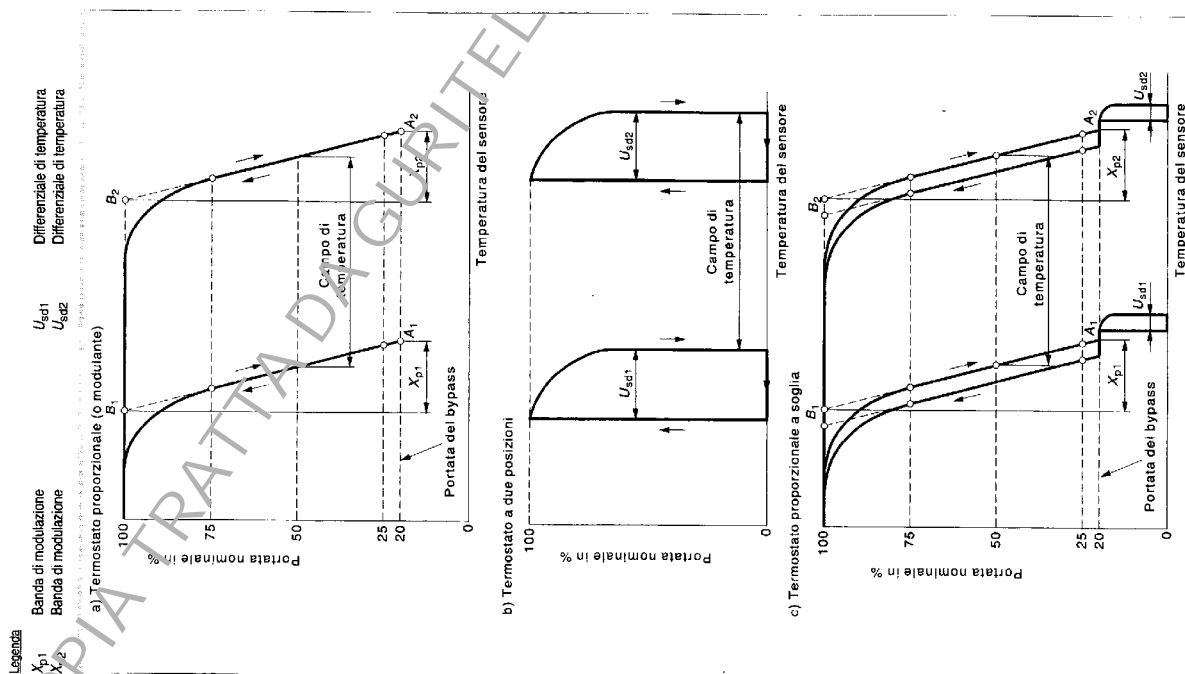 Legenda
Xp1 Banda di modulazione Usd1 Differenziale di temperatura
Banda di modulazione Usd2 Differenziale di temperatura
a) Termostato proporzionale (o modulante)
Portata nominale in %
100
75
50
25
20
0
B1
B2
A1
A2
Xp1
Xp2
Campo di
temperatura
Portata del bypass
Temperatura del sensore
b) Termostato a due posizioni
Portata nominale in %
100
0
Usd1
Usd2
Campo di
temperatura
Temperatura del sensore
c) Termostato proporzionale a soglia
Portata nominale in %
100
75
50
25
20
0
B1
B2
A1
A2
Xp1
Xp2
Usd1
Usd2
Campo di
temperatura
Portata del bypass
Temperatura del sensore
PIA TRATTA DA GURITEL